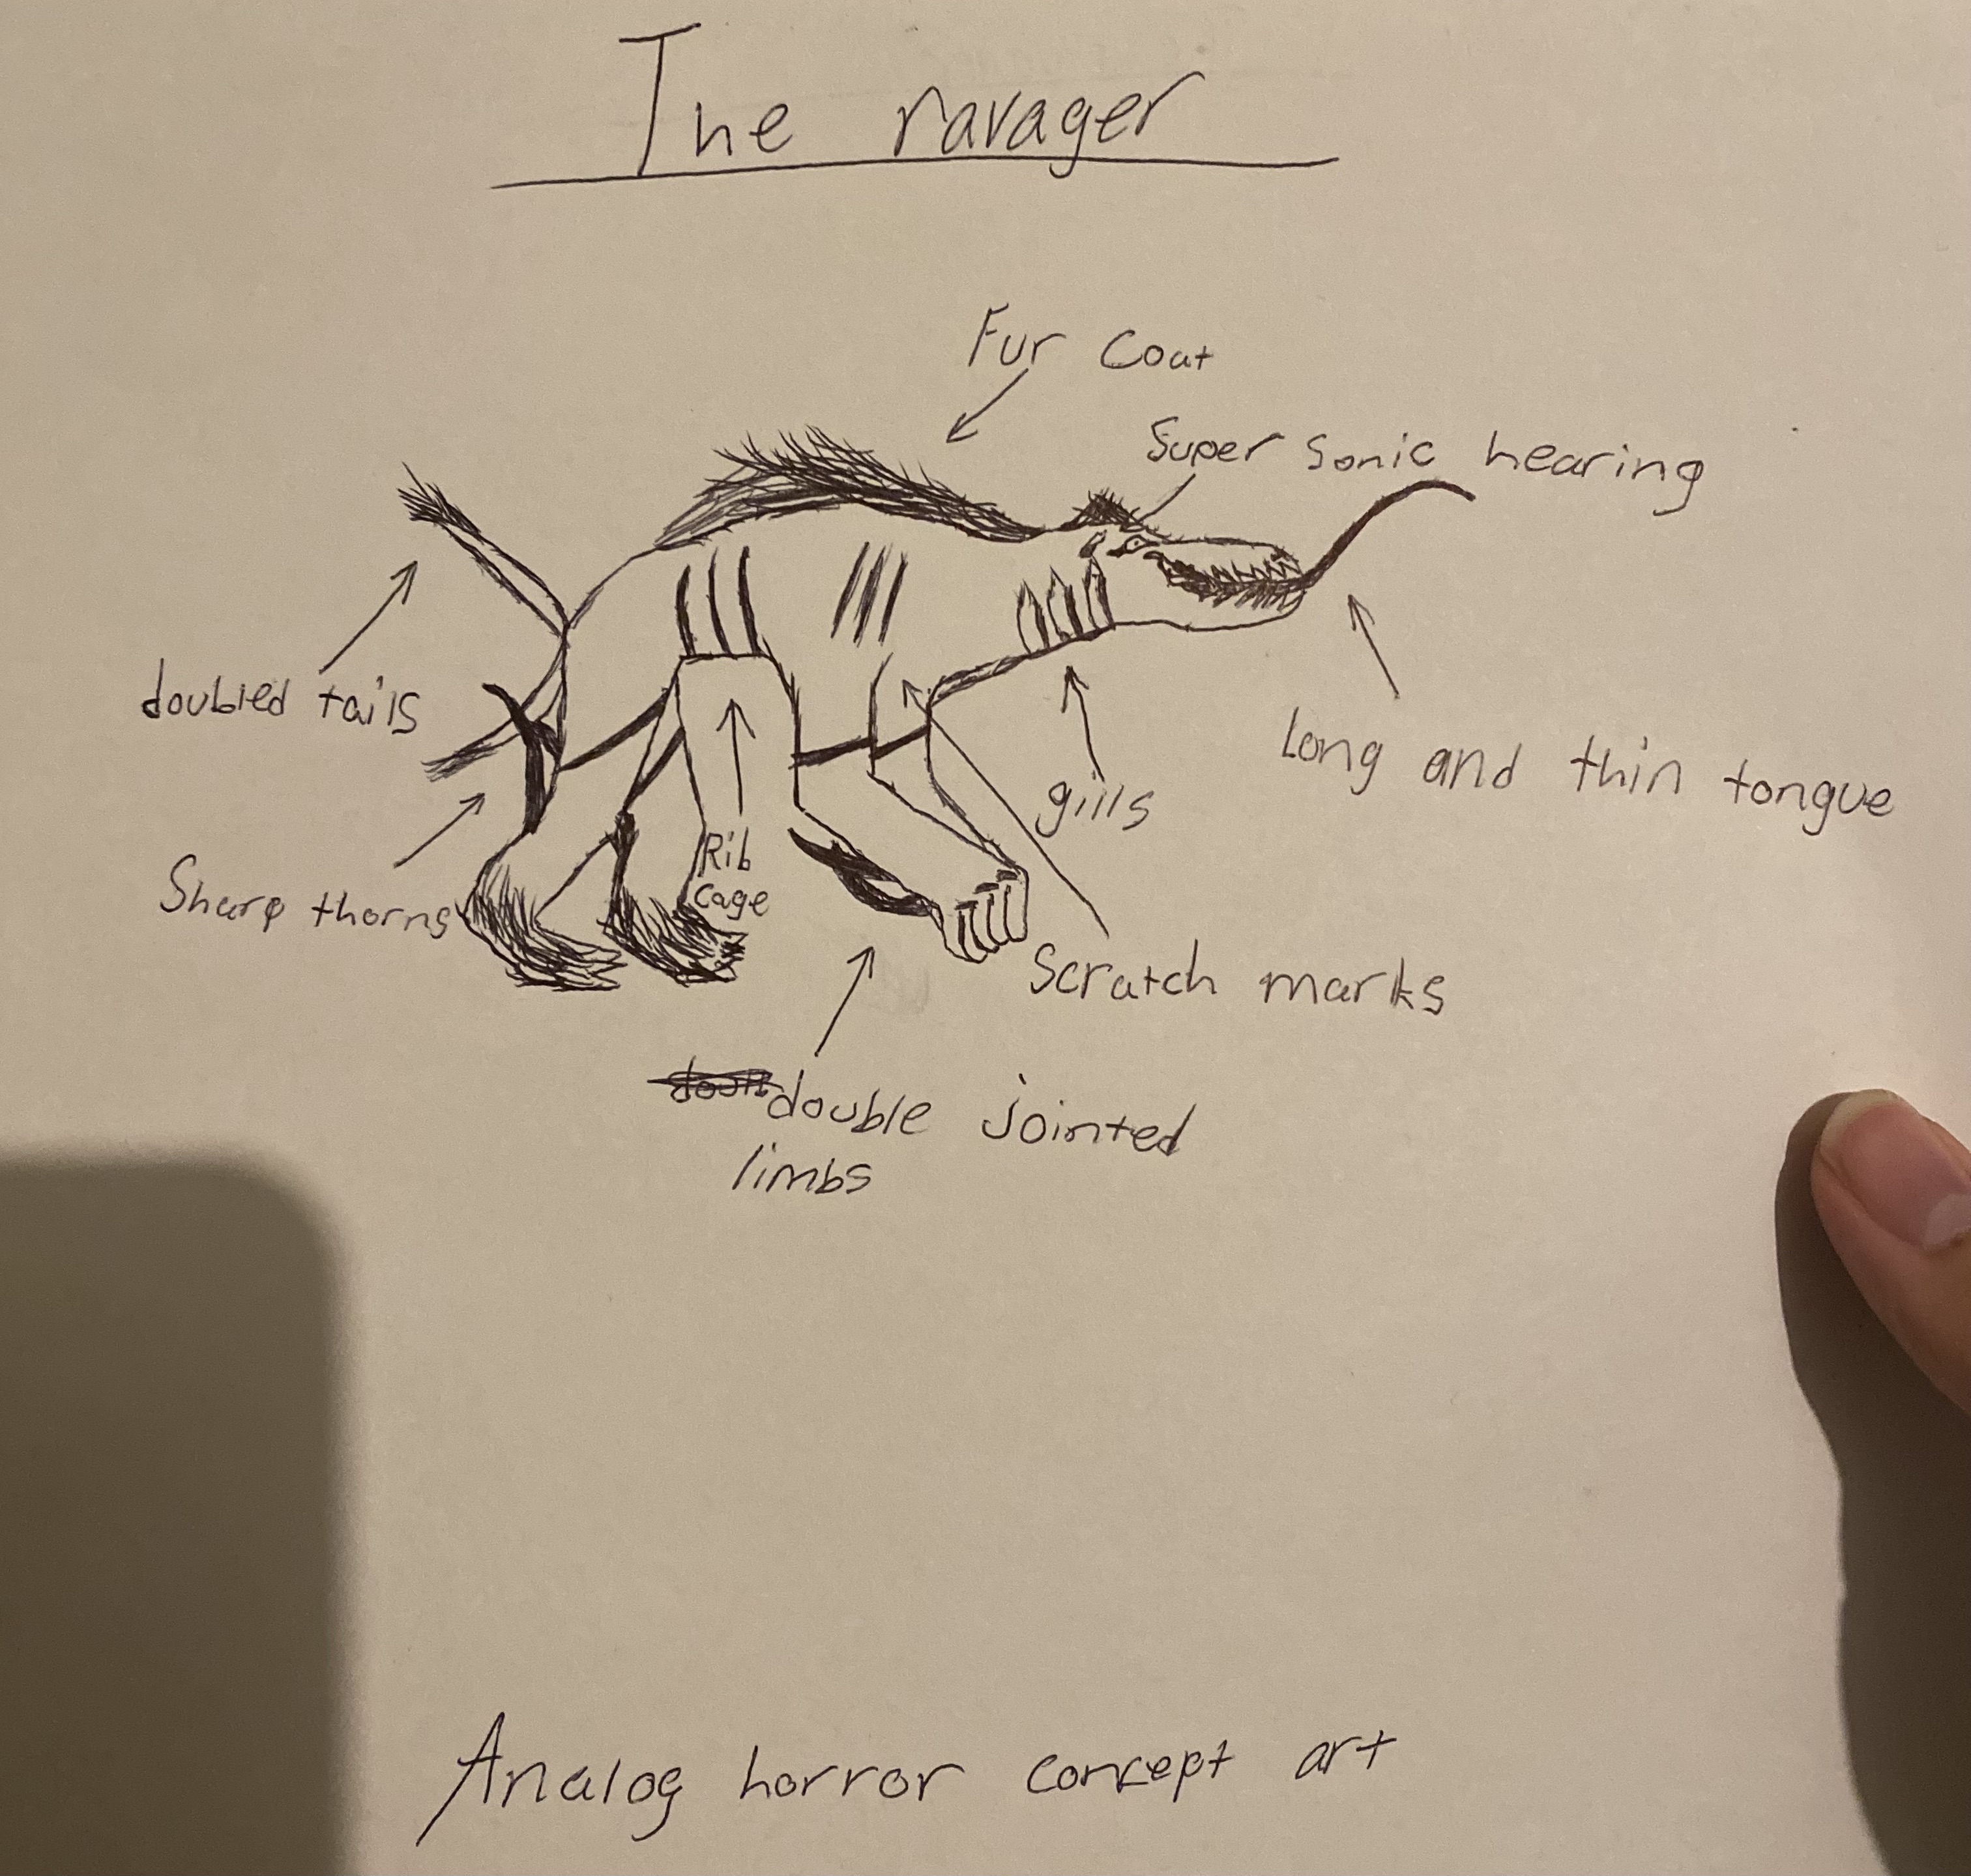 The ravager
Fur coat
Super sonic hearing
doubled tails
Long and thin tongue
gills
Sharp thorns
Rib
cage
Scratch marks
double jointed
limbs
Analog horror concept art